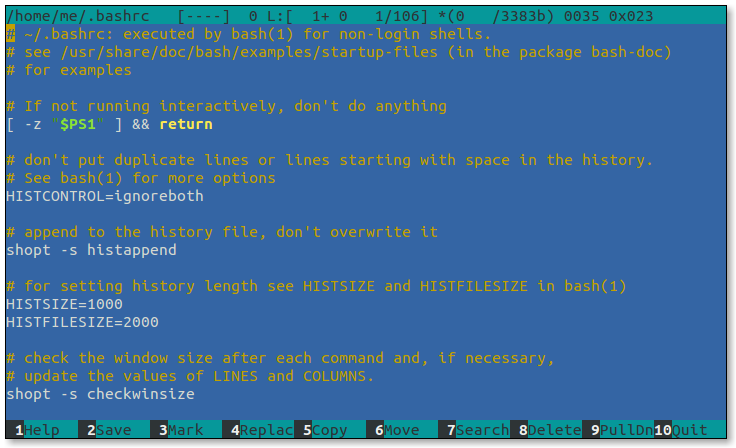 /home/me/.bashrc   [----]  0 L:[  1+ 0   1/106] *(0   /3383b) 0035 0x023
# ~/.bashrc: executed by bash(1) for non-login shells.
# see /usr/share/doc/bash/examples/startup-files (in the package bash-doc)
# for examples

# If not running interactively, don't do anything
[ -z "$PS1" ] && return

# don't put duplicate lines or lines starting with space in the history.
# See bash(1) for more options
HISTCONTROL=ignoreboth

# append to the history file, don't overwrite it
shopt -s histappend

# for setting history length see HISTSIZE and HISTFILESIZE in bash(1)
HISTSIZE=1000
HISTFILESIZE=2000

# check the window size after each command and, if necessary,
# update the values of LINES and COLUMNS.
shopt -s checkwinsize
1Help  2Save  3Mark  4Replac 5Copy  6Move  7Search 8Delete 9PullDn 10Quit